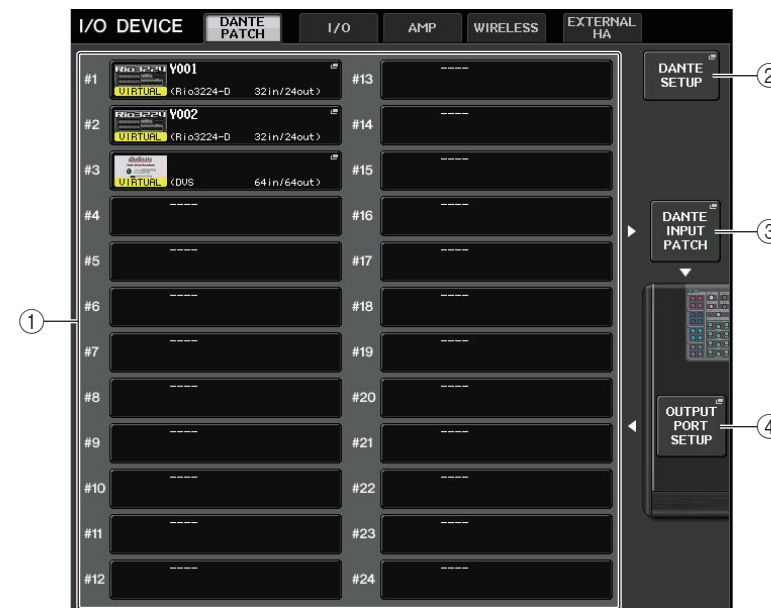 I/O DEVICE
DANTE PATCH
I/O
AMP
WIRELESS
EXTERNAL HA
#1
Rio3224
Y001
VIRTUAL
(Rio3224-D 32in/24out)
#2
Rio3224
Y002
VIRTUAL
(Rio3224-D 32in/24out)
#3
VIRTUAL
(DVS 64in/64out)
#4 ----
#5 ----
#6 ----
#7 ----
#8 ----
#9 ----
#10 ----
#11 ----
#12 ----
#13 ----
#14 ----
#15 ----
#16 ----
#17 ----
#18 ----
#19 ----
#20 ----
#21 ----
#22 ----
#23 ----
#24 ----
DANTE
SETUP
DANTE
INPUT
PATCH
OUTPUT
PORT
SETUP
①
②
③
④